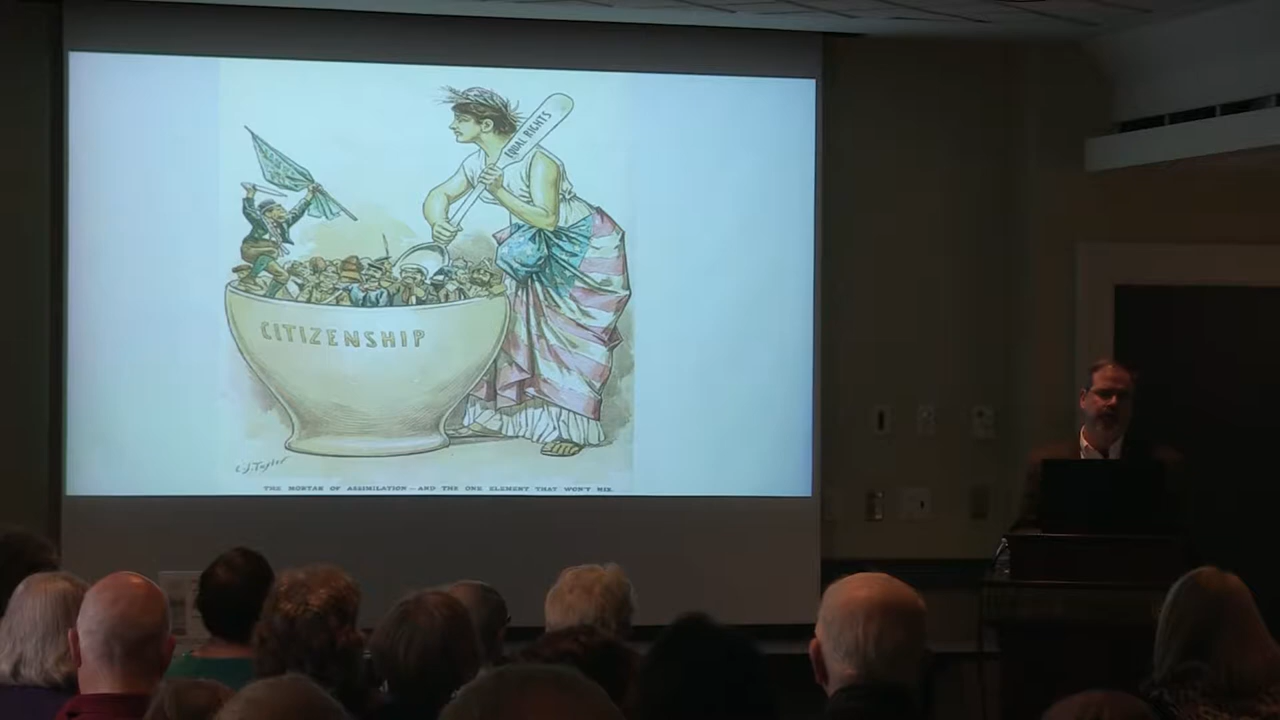 EQUAL RIGHTS
CITIZENSHIP
C.J. Taylor
THE MORTAR OF ASSIMILATION — AND THE ONE ELEMENT THAT WON'T MIX.